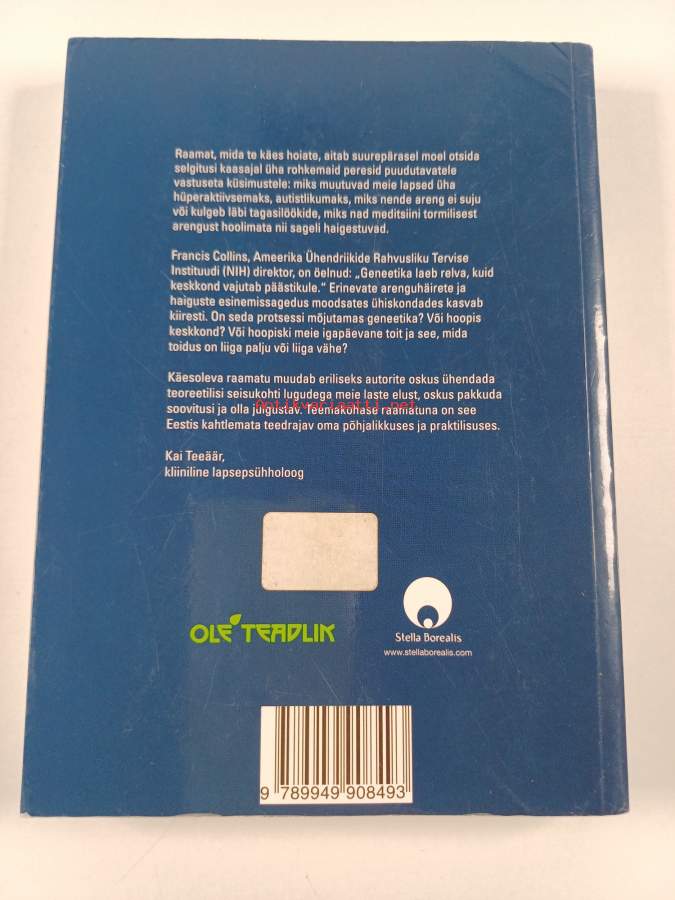 Raamat, mida te käes hoiate, aitab suurepärasel moel otsida
selgitusi kaasajal üha rohkemaid peresid puudutavatele
vastuseta küsimustele: miks muutuvad meie lapsed üha
hüperaktiivsemaks, autistlikumaks, miks nende areng ei suju
või kulgeb läbi tagasilöökide, miks nad meditsiini tormilisest
arengust hoolimata nii sageli haigestuvad.
Francis Collins, Ameerika Ühendriikide Rahvusliku Tervise
Instituudi (NIH) direktor, on öelnud: „Geneetika laeb relva, kuid
keskkond vajutab päästikule.“ Erinevate arenguhäirete ja
haiguste esinemissagedus moodsates ühiskondades kasvab
kiiresti. On seda protsessi mõjutamas geneetika? Või hoopis
keskkond? Või hoopiski meie igapäevane toit ja see, mida
toidus on liiga palju või liiga vähe?
Käesoleva raamatu muudab eriliseks autorite oskus ühendada
teoreetilisi seisukohti lugudega meie laste elust, oskus pakkuda
soovitusi ja olla julgustav. Teemakohase raamatuna on see
Antikvariaatti.net
Eestis kahtlemata teedrajav oma põhjalikkuses ja praktilisuses.
Kai Teeäär,
kliiniline lapsepsühholoog
OLE TEADLIK
Stella Borealis
www.stellaborealis.com
9 789949 908493